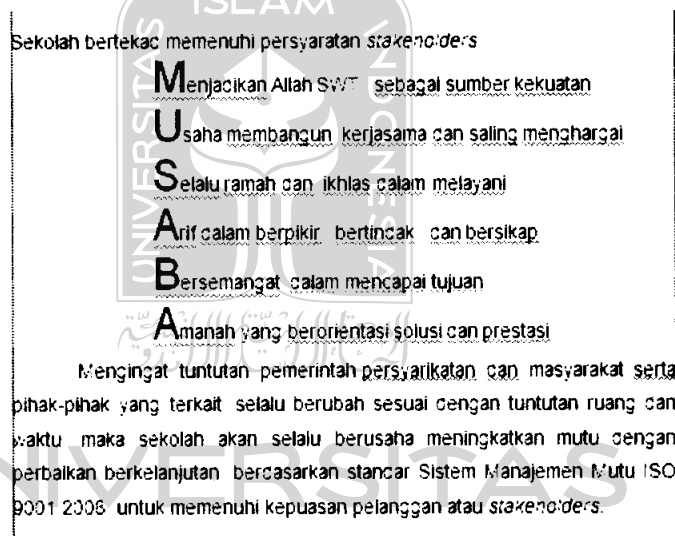 ISLAM
Sekolah bertekad memenuhi persyaratan stakeholders
Menjadikan Allah SWT sebagai sumber kekuatan
Usaha membangun kerjasama dan saling menghargai
Selalu ramah dan ikhlas dalam melayani
Arif dalam berpikir bertindak dan bersikap
Bersemangat dalam mencapai tujuan
Amanah yang berorientasi solusi dan prestasi
Mengingat tuntutan pemerintah persyarikatan dan masyarakat serta
pihak-pihak yang terkait selalu berubah sesuai dengan tuntutan ruang dan
waktu maka sekolah akan selalu berusaha meningkatkan mutu dengan
perbaikan berkelanjutan berdasarkan standar Sistem Manajemen Mutu ISO
9001 2008 untuk memenuhi kepuasan pelanggan atau stakeholders.
UNIVERSITAS
INDONESIA